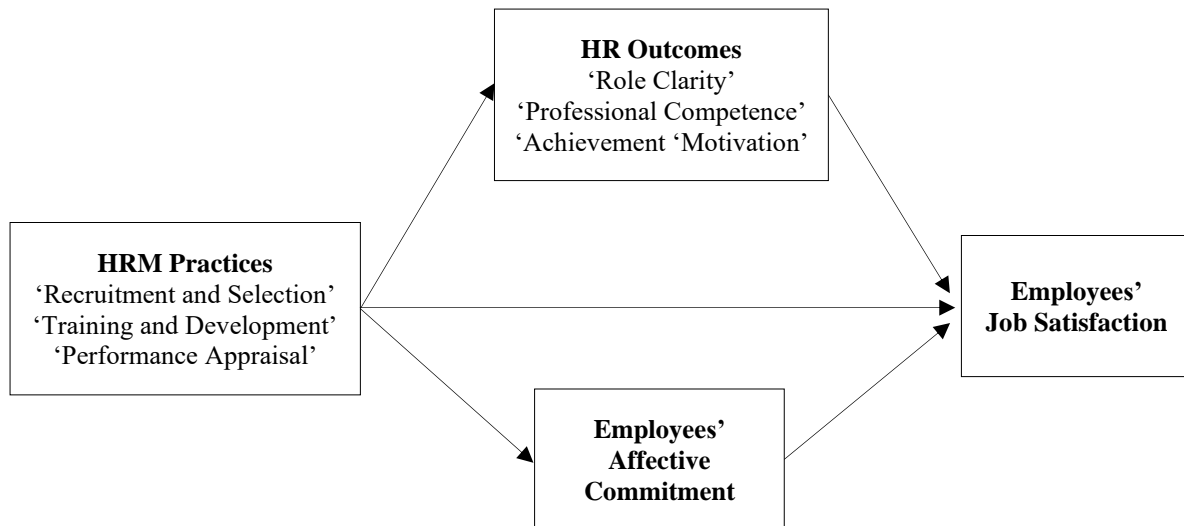 HR Outcomes
‘Role Clarity’
‘Professional Competence’
‘Achievement ‘Motivation’
HRM Practices
‘Recruitment and Selection’
‘Training and Development’
‘Performance Appraisal’
Employees’
Job Satisfaction
Employees’
Affective
Commitment